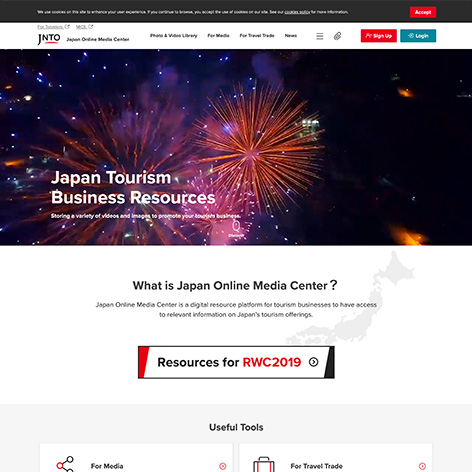 We use cookies on this site to enhance your user experience. If you continue to browse, you accept the use of cookies on our site. See our cookies policy for more information.
Accept
For Travelers
MICE
JNTO
Japan Online Media Center
Photo & Video Library
For Media
For Travel Trade
News
Sign Up
Login
Japan Tourism
Business Resources
Storing a variety of videos and images to promote your tourism business.
What is Japan Online Media Center？
Japan Online Media Center is a digital resource platform for tourism businesses to have access
to relevant information on Japan's tourism offerings.
Resources for RWC2019
Useful Tools
For Media
For Travel Trade